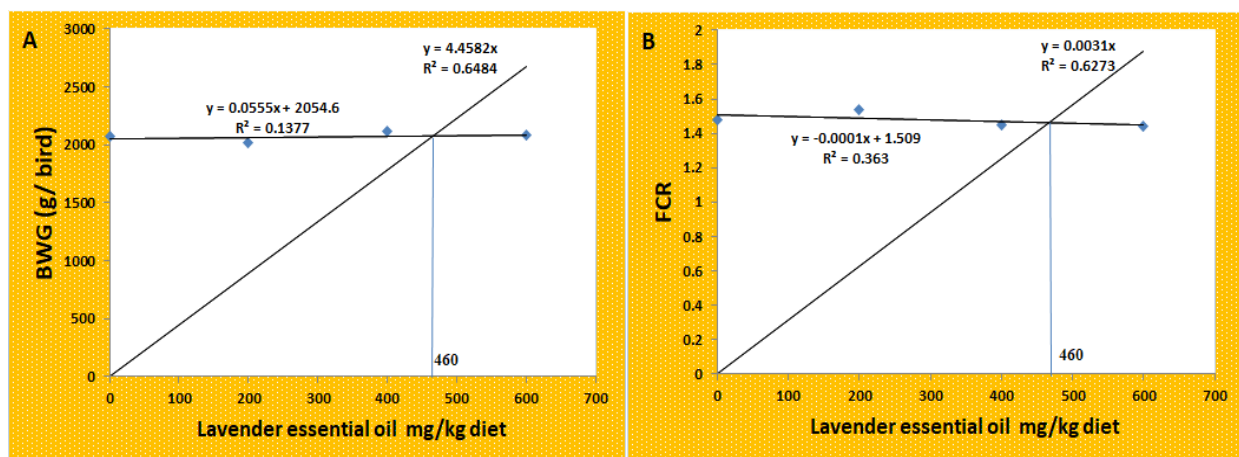 A
BWG (g/ bird)
3000
2500
2000
1500
1000
500
0
y = 4.4582x
R² = 0.6484
y = 0.0555x + 2054.6
R² = 0.1377
460
0 100 200 300 400 500 600 700
Lavender essential oil mg/kg diet
B
FCR
2
1.8
1.6
1.4
1.2
1
0.8
0.6
0.4
0.2
0
y = 0.0031x
R² = 0.6273
y = -0.0001x + 1.509
R² = 0.363
460
0 100 200 300 400 500 600 700
Lavender essential oil mg/kg diet